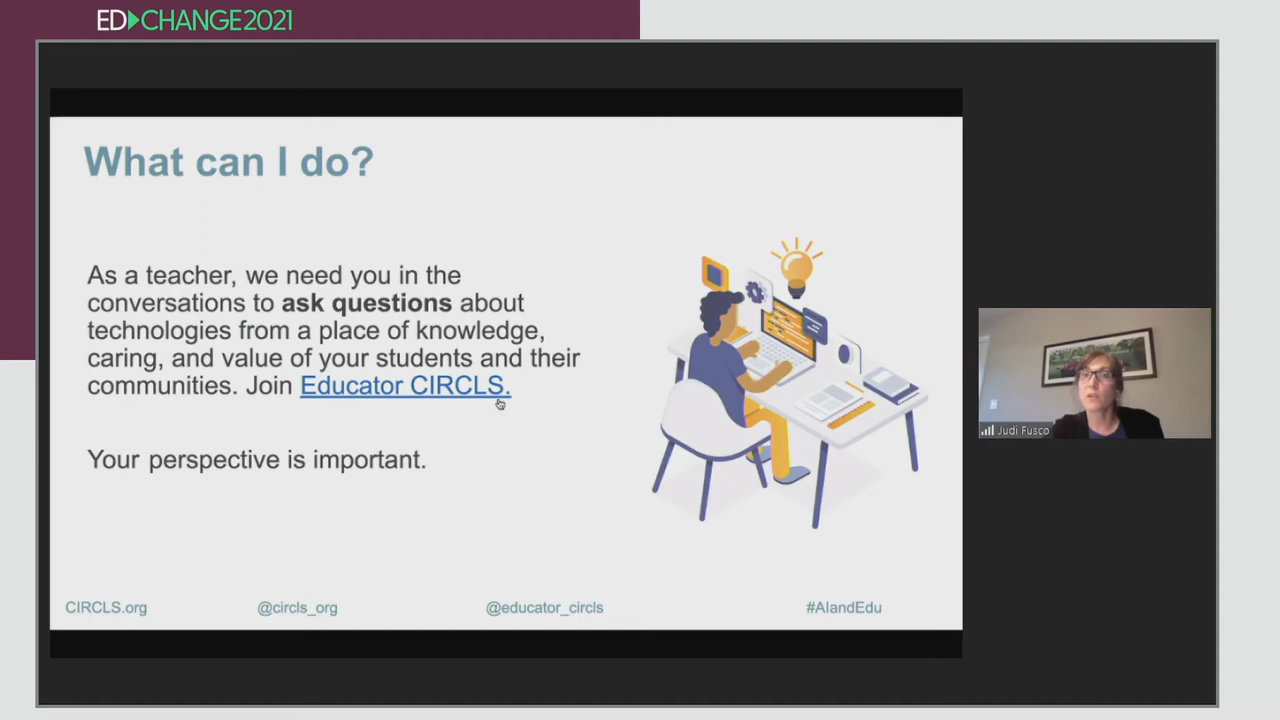 ED▶CHANGE2021
What can I do?
As a teacher, we need you in the
conversations to ask questions about
technologies from a place of knowledge,
caring, and value of your students and their
communities. Join Educator CIRCLS.
Your perspective is important.
CIRCLS.org
@circls_org
@educator_circls
#AIandEdu
Judi Fusco